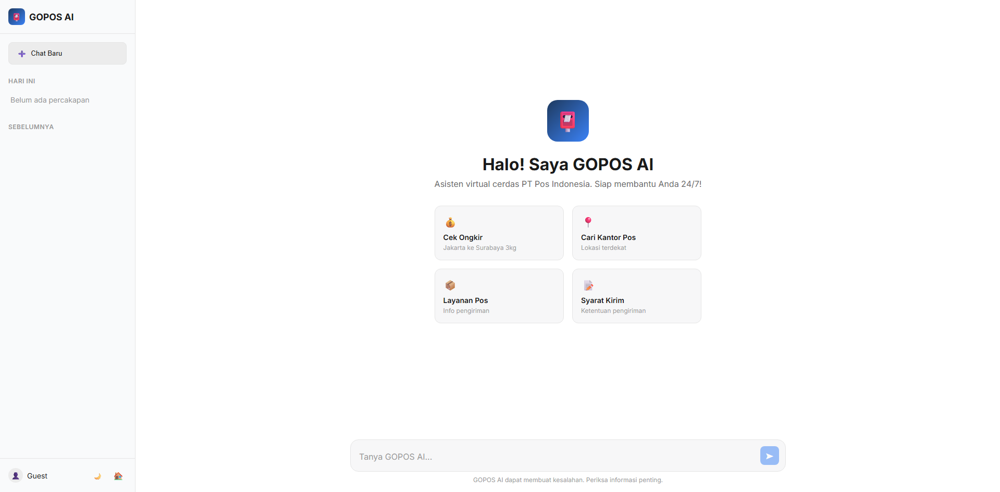 GOPOS AI
Chat Baru
HARI INI
Belum ada percakapan
SEBELUMNYA
Halo! Saya GOPOS AI
Asisten virtual cerdas PT Pos Indonesia. Siap membantu Anda 24/7!
Cek Ongkir
Jakarta ke Surabaya 3kg
Cari Kantor Pos
Lokasi terdekat
Layanan Pos
Info pengiriman
Syarat Kirim
Ketentuan pengiriman
Tanya GOPOS AI...
GOPOS AI dapat membuat kesalahan. Periksa informasi penting.
Guest